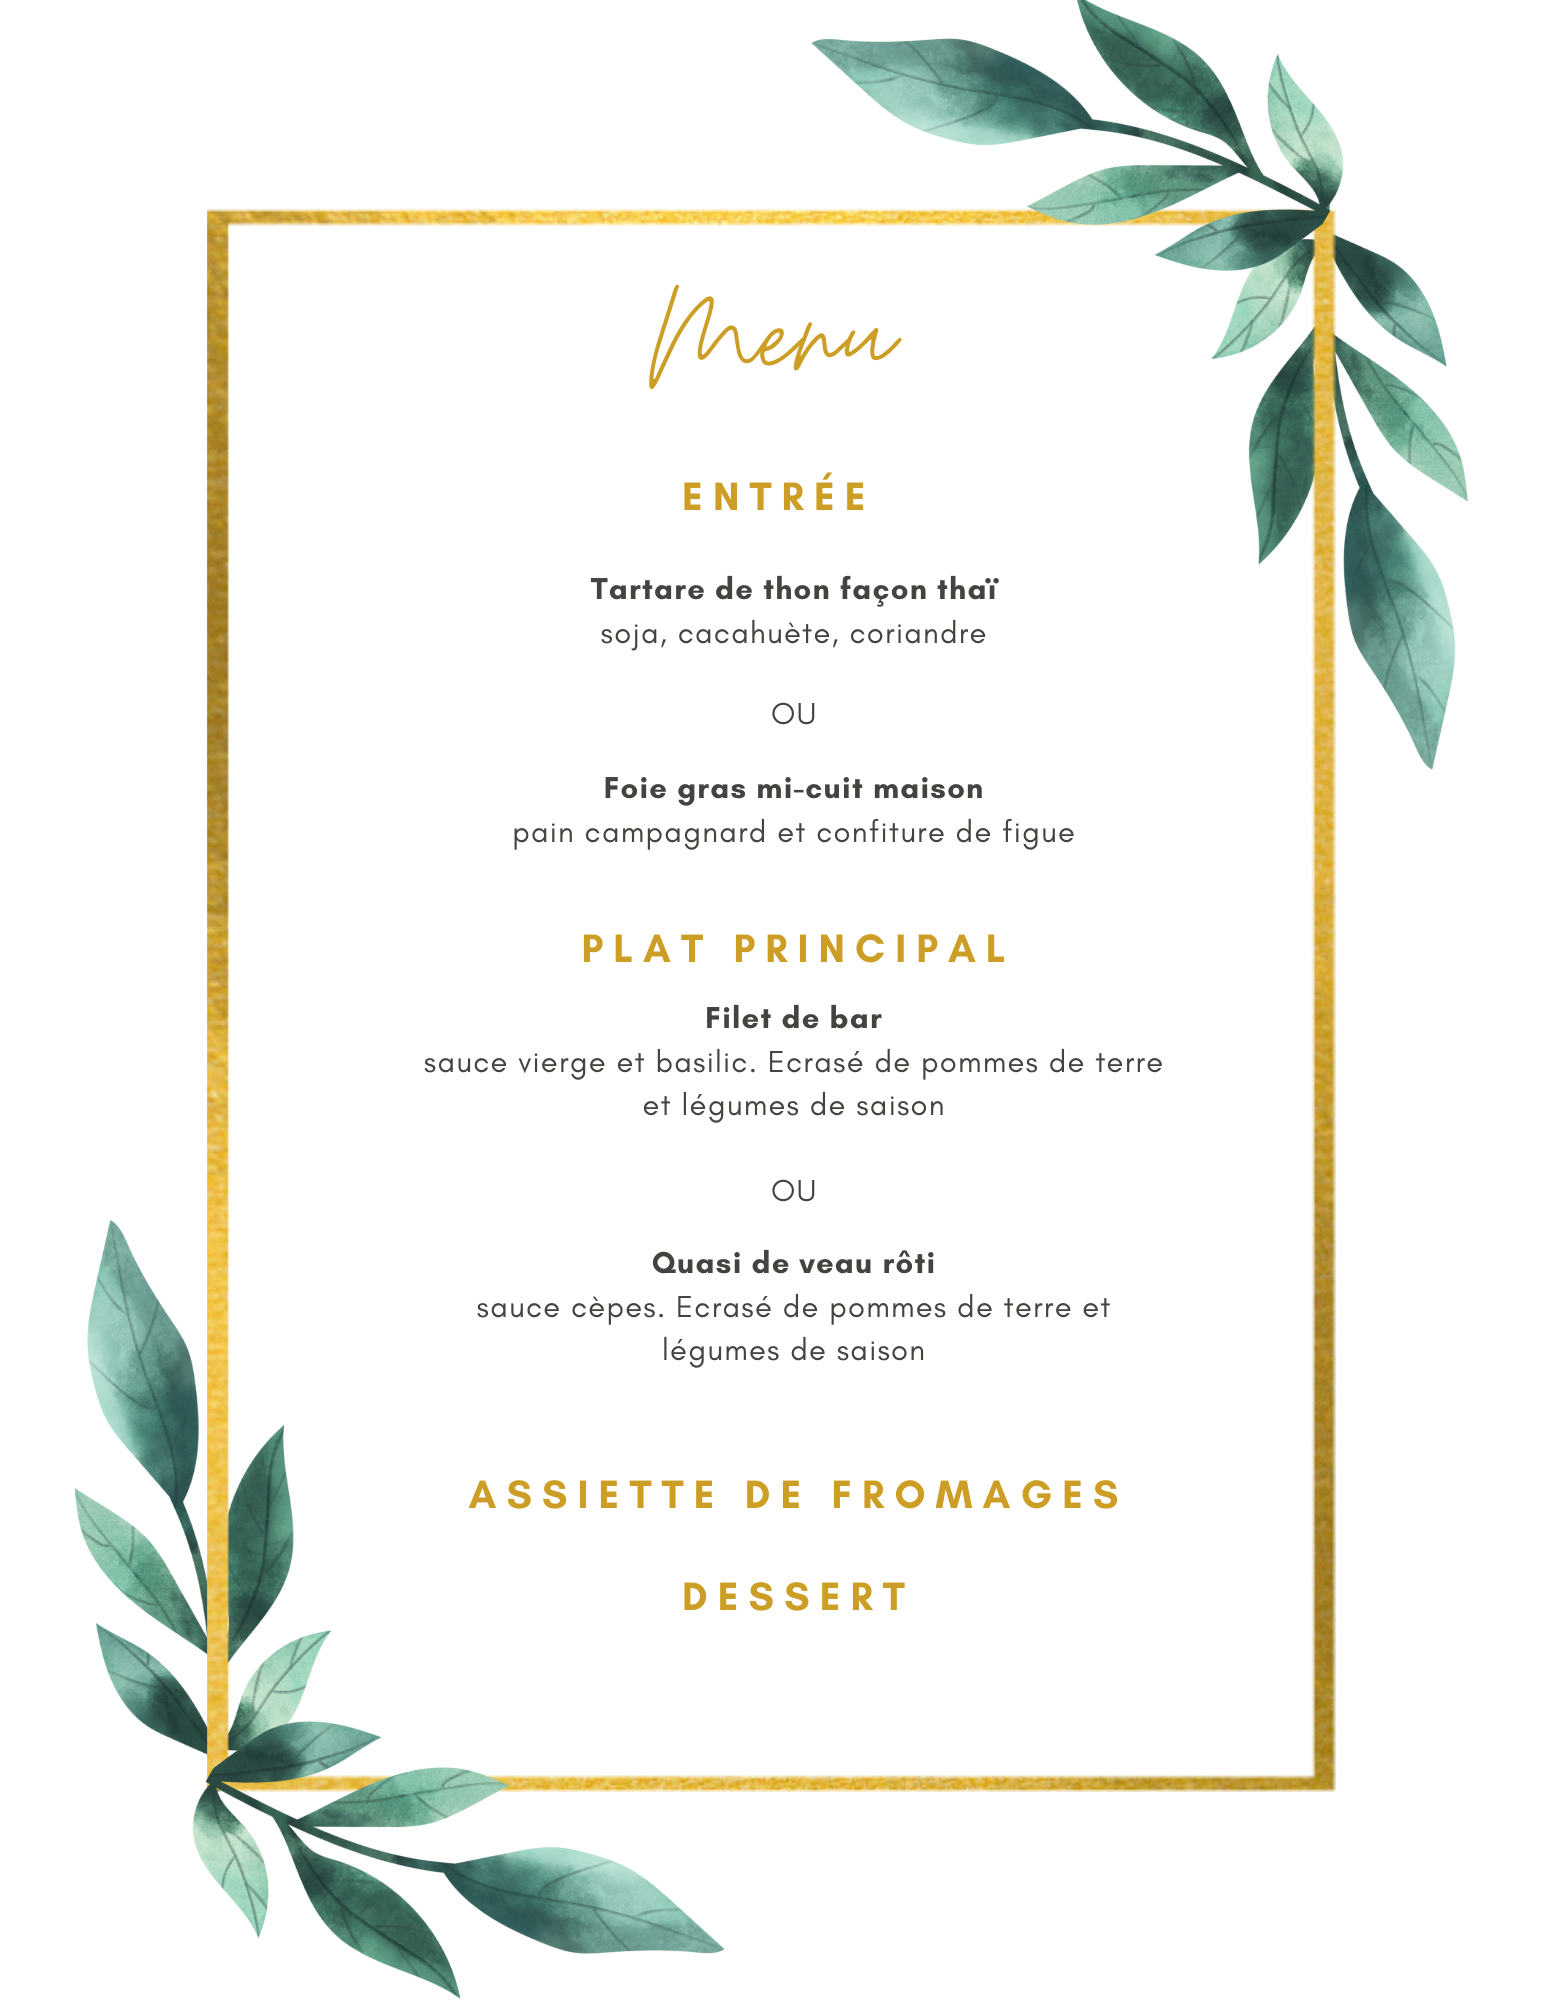 Menu
ENTRÉE
Tartare de thon façon thaï
soja, cacahuète, coriandre
OU
Foie gras mi-cuit maison
pain campagnard et confiture de figue
PLAT PRINCIPAL
Filet de bar
sauce vierge et basilic. Ecrasé de pommes de terre
et légumes de saison
OU
Quasi de veau rôti
sauce cèpes. Ecrasé de pommes de terre et
légumes de saison
ASSIETTE DE FROMAGES
DESSERT